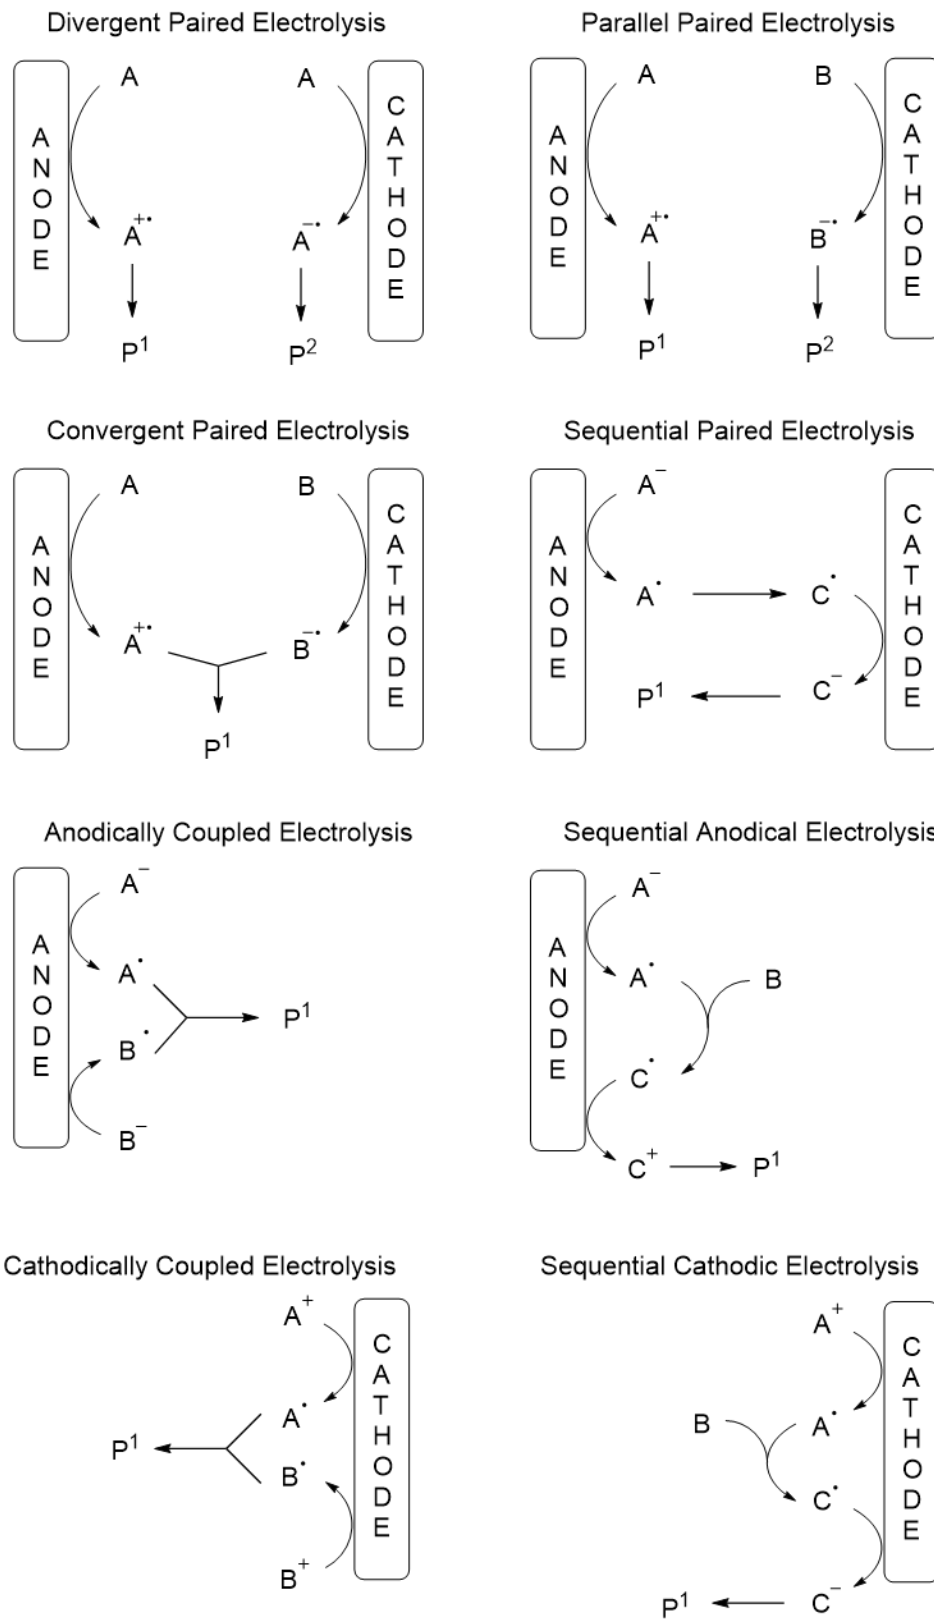 Divergent Paired Electrolysis
ANODE
A
A
CATHODE
A+•
A−•
P1
P2
Parallel Paired Electrolysis
ANODE
A
B
CATHODE
A+•
B−•
P1
P2
Convergent Paired Electrolysis
ANODE
A
B
CATHODE
A+•
B−•
P1
Sequential Paired Electrolysis
ANODE
A−
CATHODE
A•
C•
P1
C−
Anodically Coupled Electrolysis
ANODE
A−
A•
P1
B•
B−
Sequential Anodical Electrolysis
ANODE
A−
A•
B
C•
C+
P1
Cathodically Coupled Electrolysis
A+
CATHODE
A•
P1
B•
B+
Sequential Cathodic Electrolysis
A+
CATHODE
B
A•
C•
P1
C−